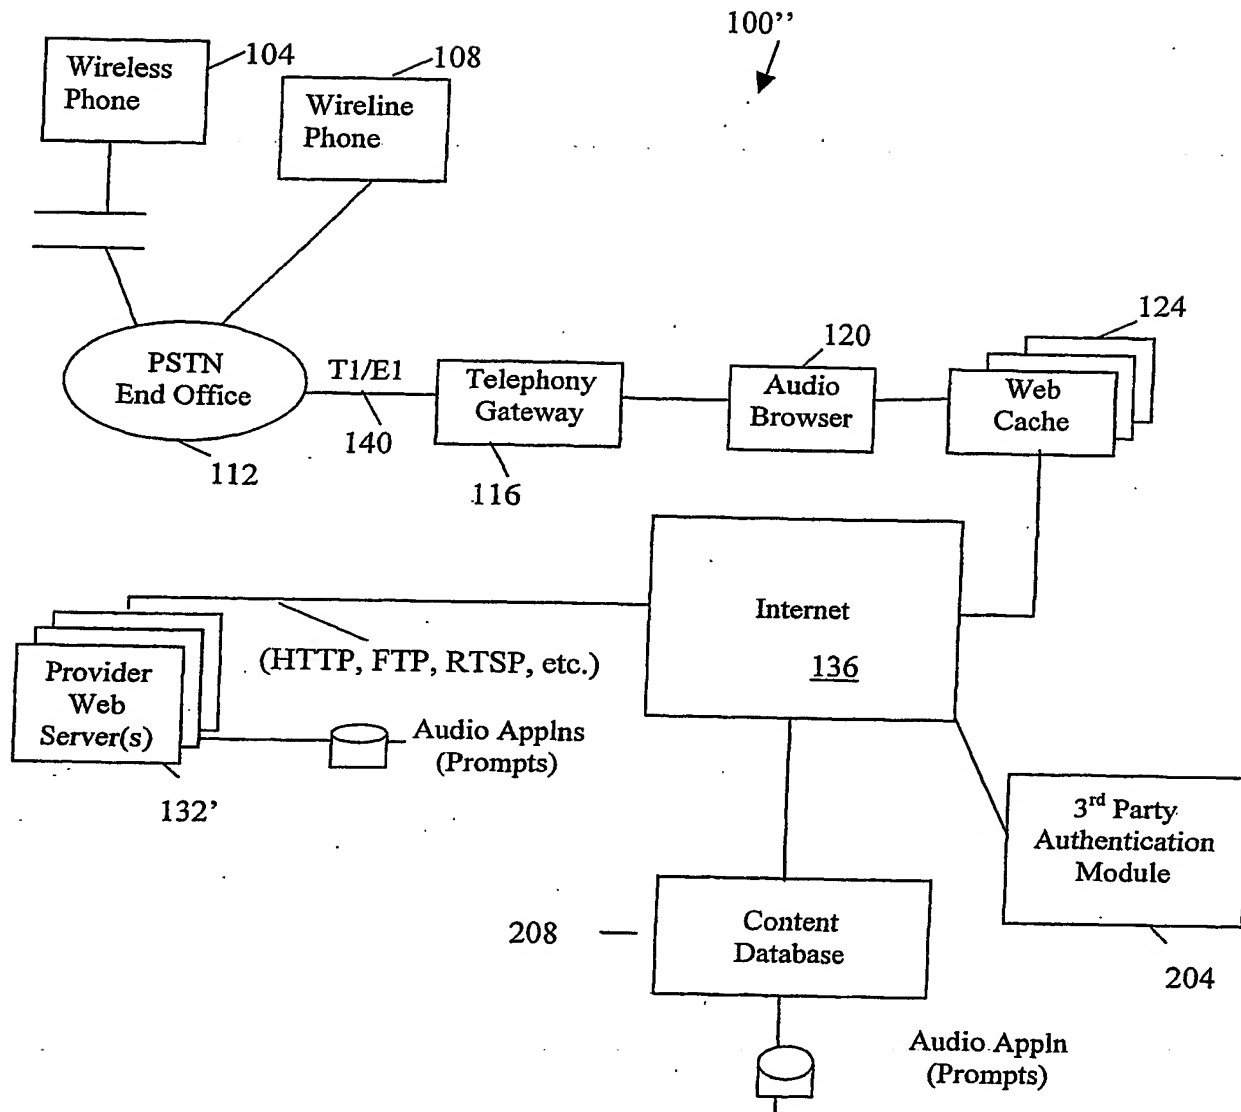 100’’
104
Wireless
Phone
108
Wireline
Phone
PSTN
End Office
112
T1/E1
140
Telephony
Gateway
116
120
Audio
Browser
124
Web
Cache
Internet
136
(HTTP, FTP, RTSP, etc.)
Provider
Web
Server(s)
132’
Audio Applns
(Prompts)
3rd Party
Authentication
Module
204
208
Content
Database
Audio Appln
(Prompts)